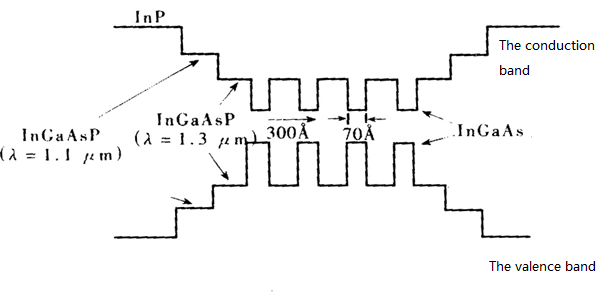 InP
The conduction
band
InGaAsP
(λ = 1.1 μm)
InGaAsP
(λ = 1.3 μm)
300Å
70Å
InGaAs
The valence band